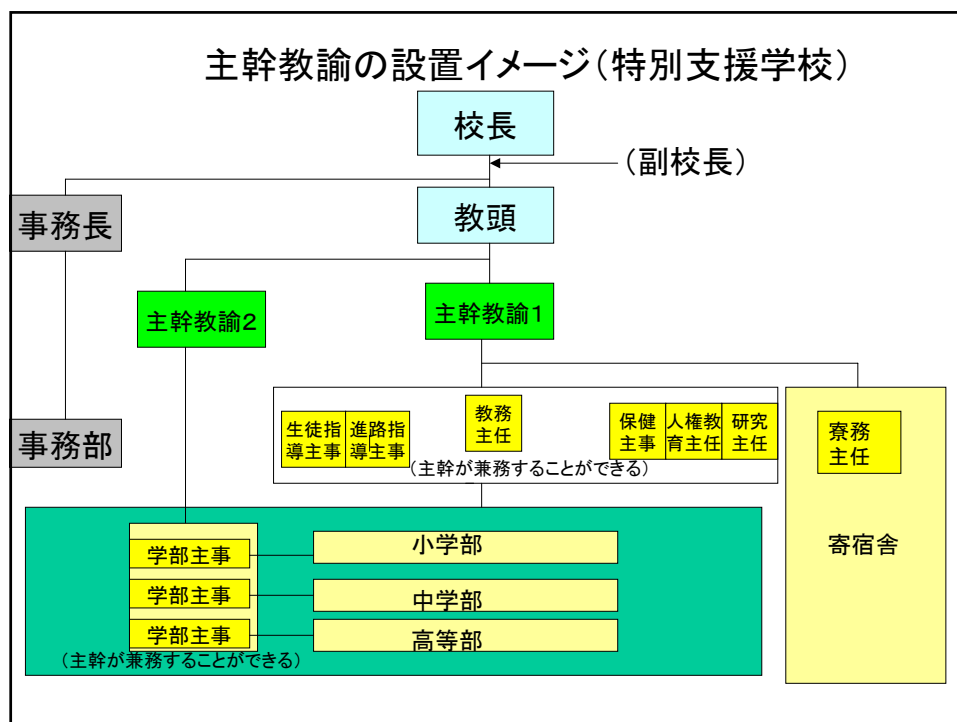 主幹教諭の設置イメージ（特別支援学校）
校長
（副校長）
事務長
教頭
主幹教諭２
主幹教諭１
事務部
生徒指
導主事
進路指
導主事
教務
主任
保健
主事
人権教
育主任
研究
主任
寮務
主任
（主幹が兼務することができる）
学部主事
小学部
寄宿舎
学部主事
中学部
学部主事
高等部
（主幹が兼務することができる）